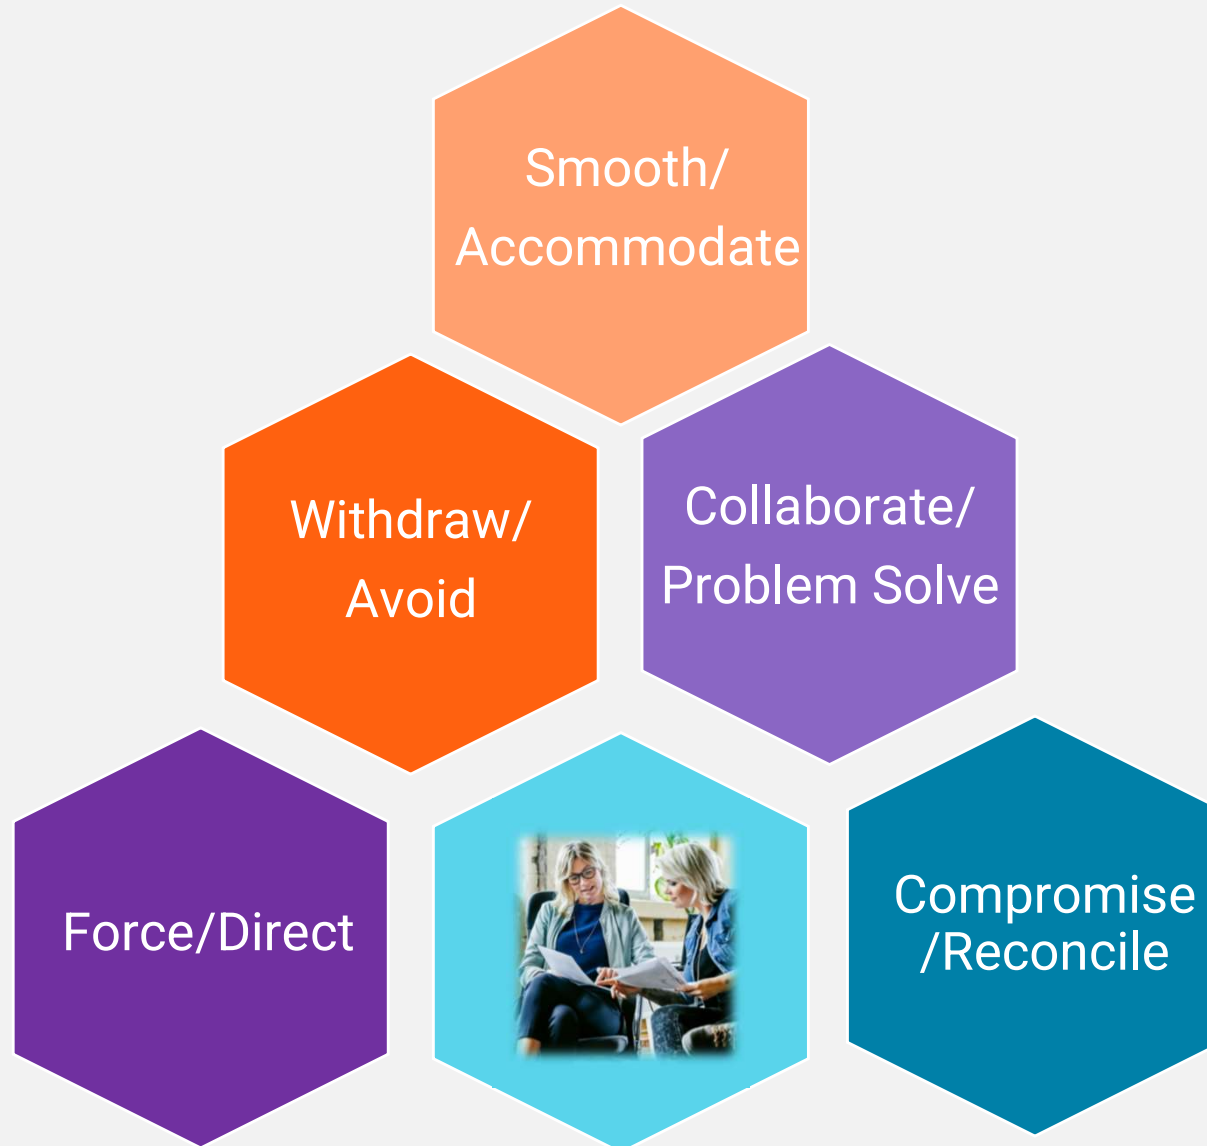 Smooth/
Accommodate
Withdraw/
Avoid
Collaborate/
Problem Solve
Force/Direct
Compromise
/Reconcile